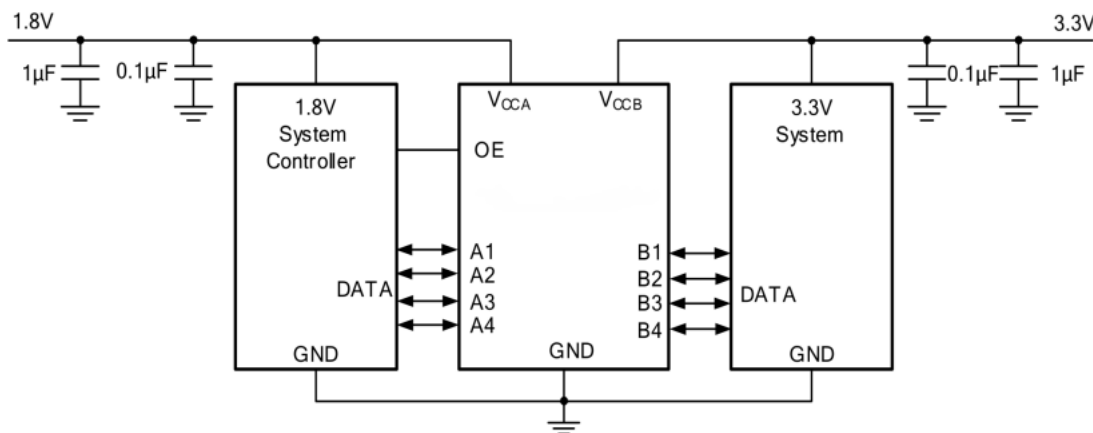 1.8V
3.3V
1µF
0.1µF
0.1µF
1µF
1.8V
System
Controller
VCCA
VCCB
3.3V
System
OE
A1
A2
A3
A4
B1
B2
B3
B4
DATA
DATA
GND
GND
GND